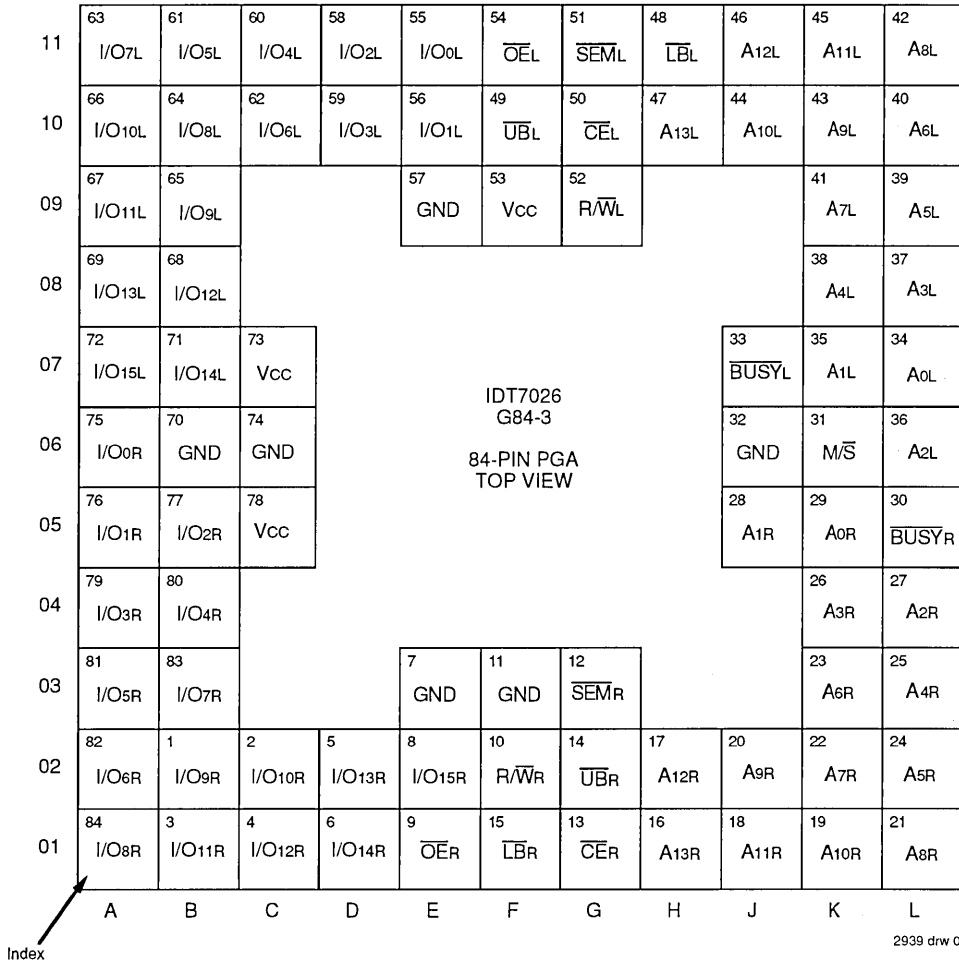 63 61 60 58 55 54 51 48 46 45 42
11 I/O7L I/O5L I/O4L I/O2L I/O0L OEL SEML LBL A12L A11L A8L
66 64 62 59 56 49 50 47 44 43 40
10 I/O10L I/O8L I/O6L I/O3L I/O1L UBL CEL A13L A10L A9L A6L
67 65 57 53 52 41 39
09 I/O11L I/O9L GND VCC R/WL A7L A5L
69 68 38 37
08 I/O13L I/O12L A4L A3L
72 71 73 33 35 34
07 I/O15L I/O14L VCC BUSYL A1L A0L
IDT7026
G84-3
75 70 74 32 31 36
06 I/O0R GND GND GND M/S A2L
84-PIN PGA
TOP VIEW
76 77 78 28 29 30
05 I/O1R I/O2R VCC A1R A0R BUSYR
79 80 26 27
04 I/O3R I/O4R A3R A2R
81 83 7 11 12 23 25
03 I/O5R I/O7R GND GND SEMR A6R A4R
82 1 2 5 8 10 14 17 20 22 24
02 I/O6R I/O9R I/O10R I/O13R I/O15R R/WR UBR A12R A9R A7R A5R
84 3 4 6 9 15 13 16 18 19 21
01 I/O8R I/O11R I/O12R I/O14R OER LBR CER A13R A11R A10R A8R
A B C D E F G H J K L
Index
2939 drw 0